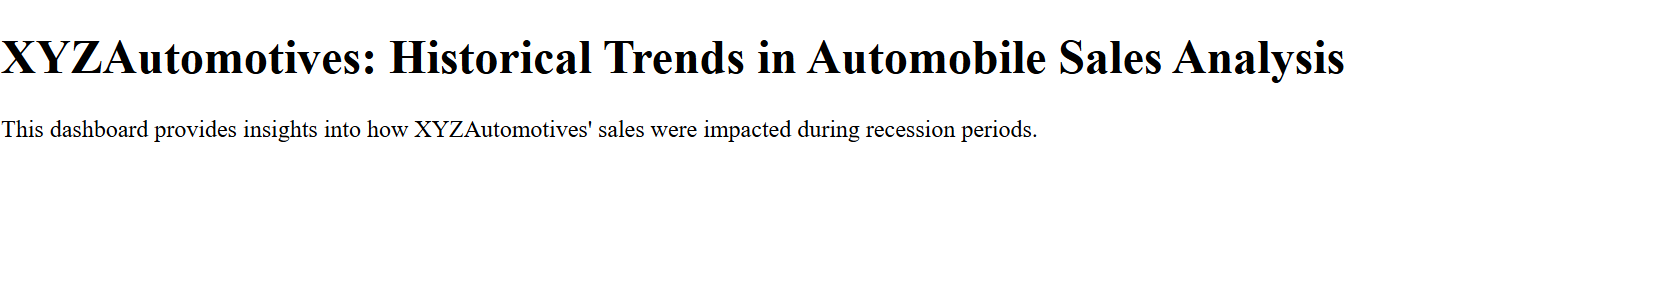 XYZAutomotives: Historical Trends in Automobile Sales Analysis
This dashboard provides insights into how XYZAutomotives' sales were impacted during recession periods.